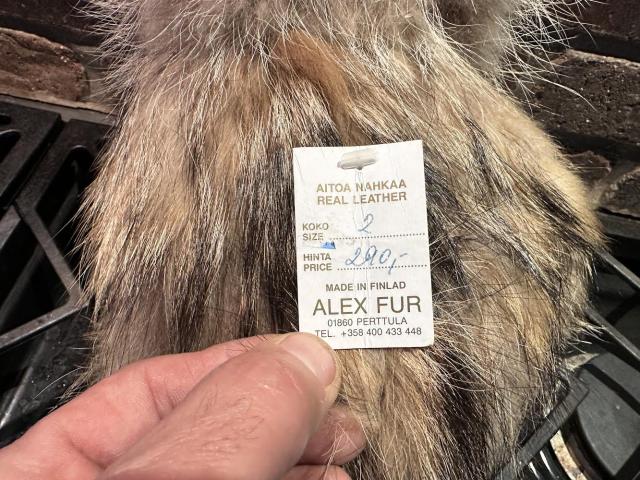 AITOA NAHKAA
REAL LEATHER
KOKO
SIZE 2
HINTA
PRICE 290,-
MADE IN FINLAD
ALEX FUR
01860 PERTTULA
TEL. +358 400 433 448